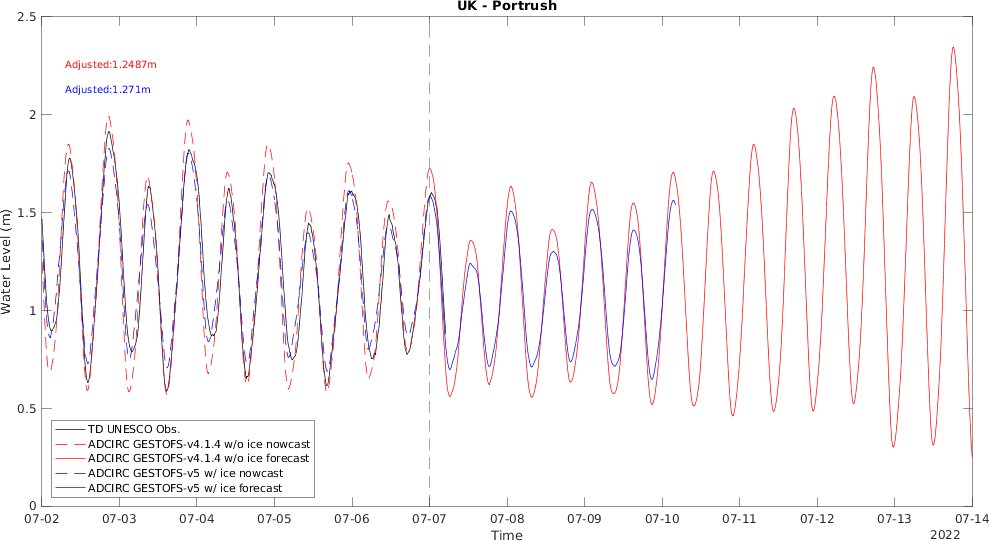 UK - Portrush
2.5
Adjusted:1.2487m
Adjusted:1.271m
2
1.5
Water Level (m)
1
0.5
TD UNESCO Obs.
ADCIRC GESTOFS-v4.1.4 w/o ice nowcast
ADCIRC GESTOFS-v4.1.4 w/o ice forecast
ADCIRC GESTOFS-v5 w/ ice nowcast
ADCIRC GESTOFS-v5 w/ ice forecast
0
07-02 07-03 07-04 07-05 07-06 07-07 07-08 07-09 07-10 07-11 07-12 07-13 07-14
Time
2022